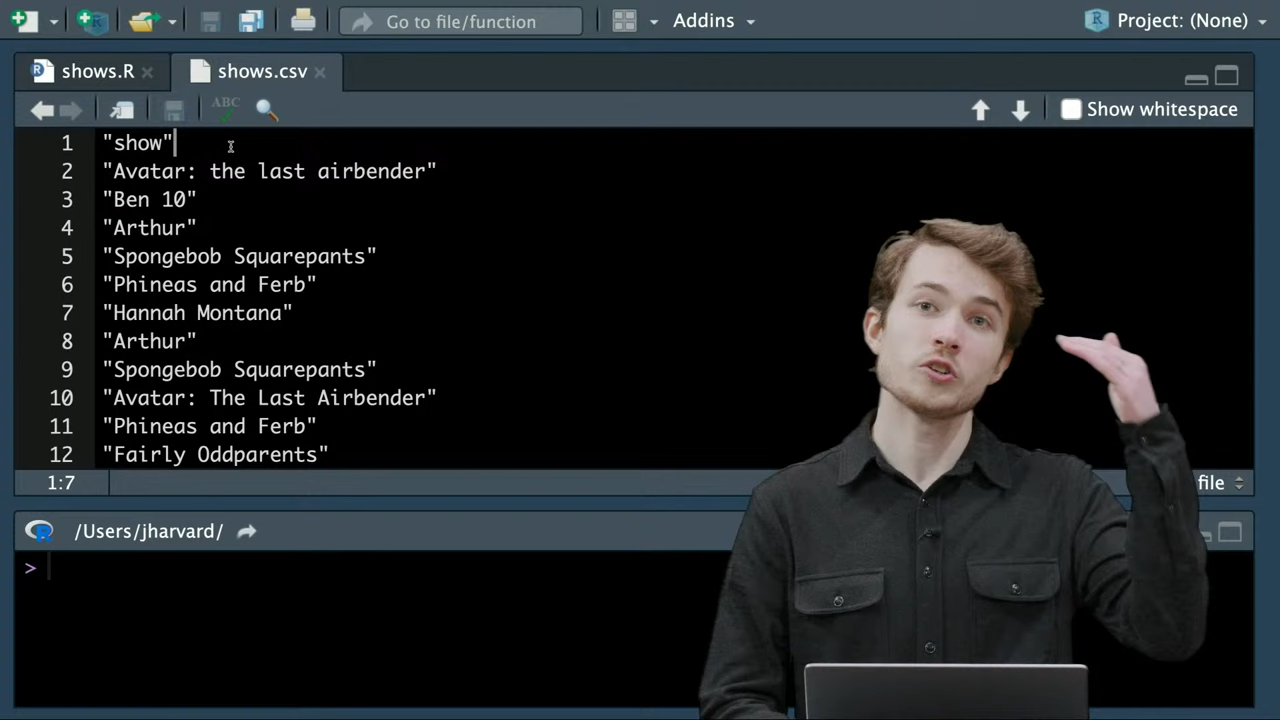 Go to file/function
Addins
Project: (None)
shows.R
shows.csv
ABC
Show whitespace
1 "show"
2 "Avatar: the last airbender"
3 "Ben 10"
4 "Arthur"
5 "Spongebob Squarepants"
6 "Phineas and Ferb"
7 "Hannah Montana"
8 "Arthur"
9 "Spongebob Squarepants"
10 "Avatar: The Last Airbender"
11 "Phineas and Ferb"
12 "Fairly Oddparents"
1:7
file
/Users/jharvard/
>